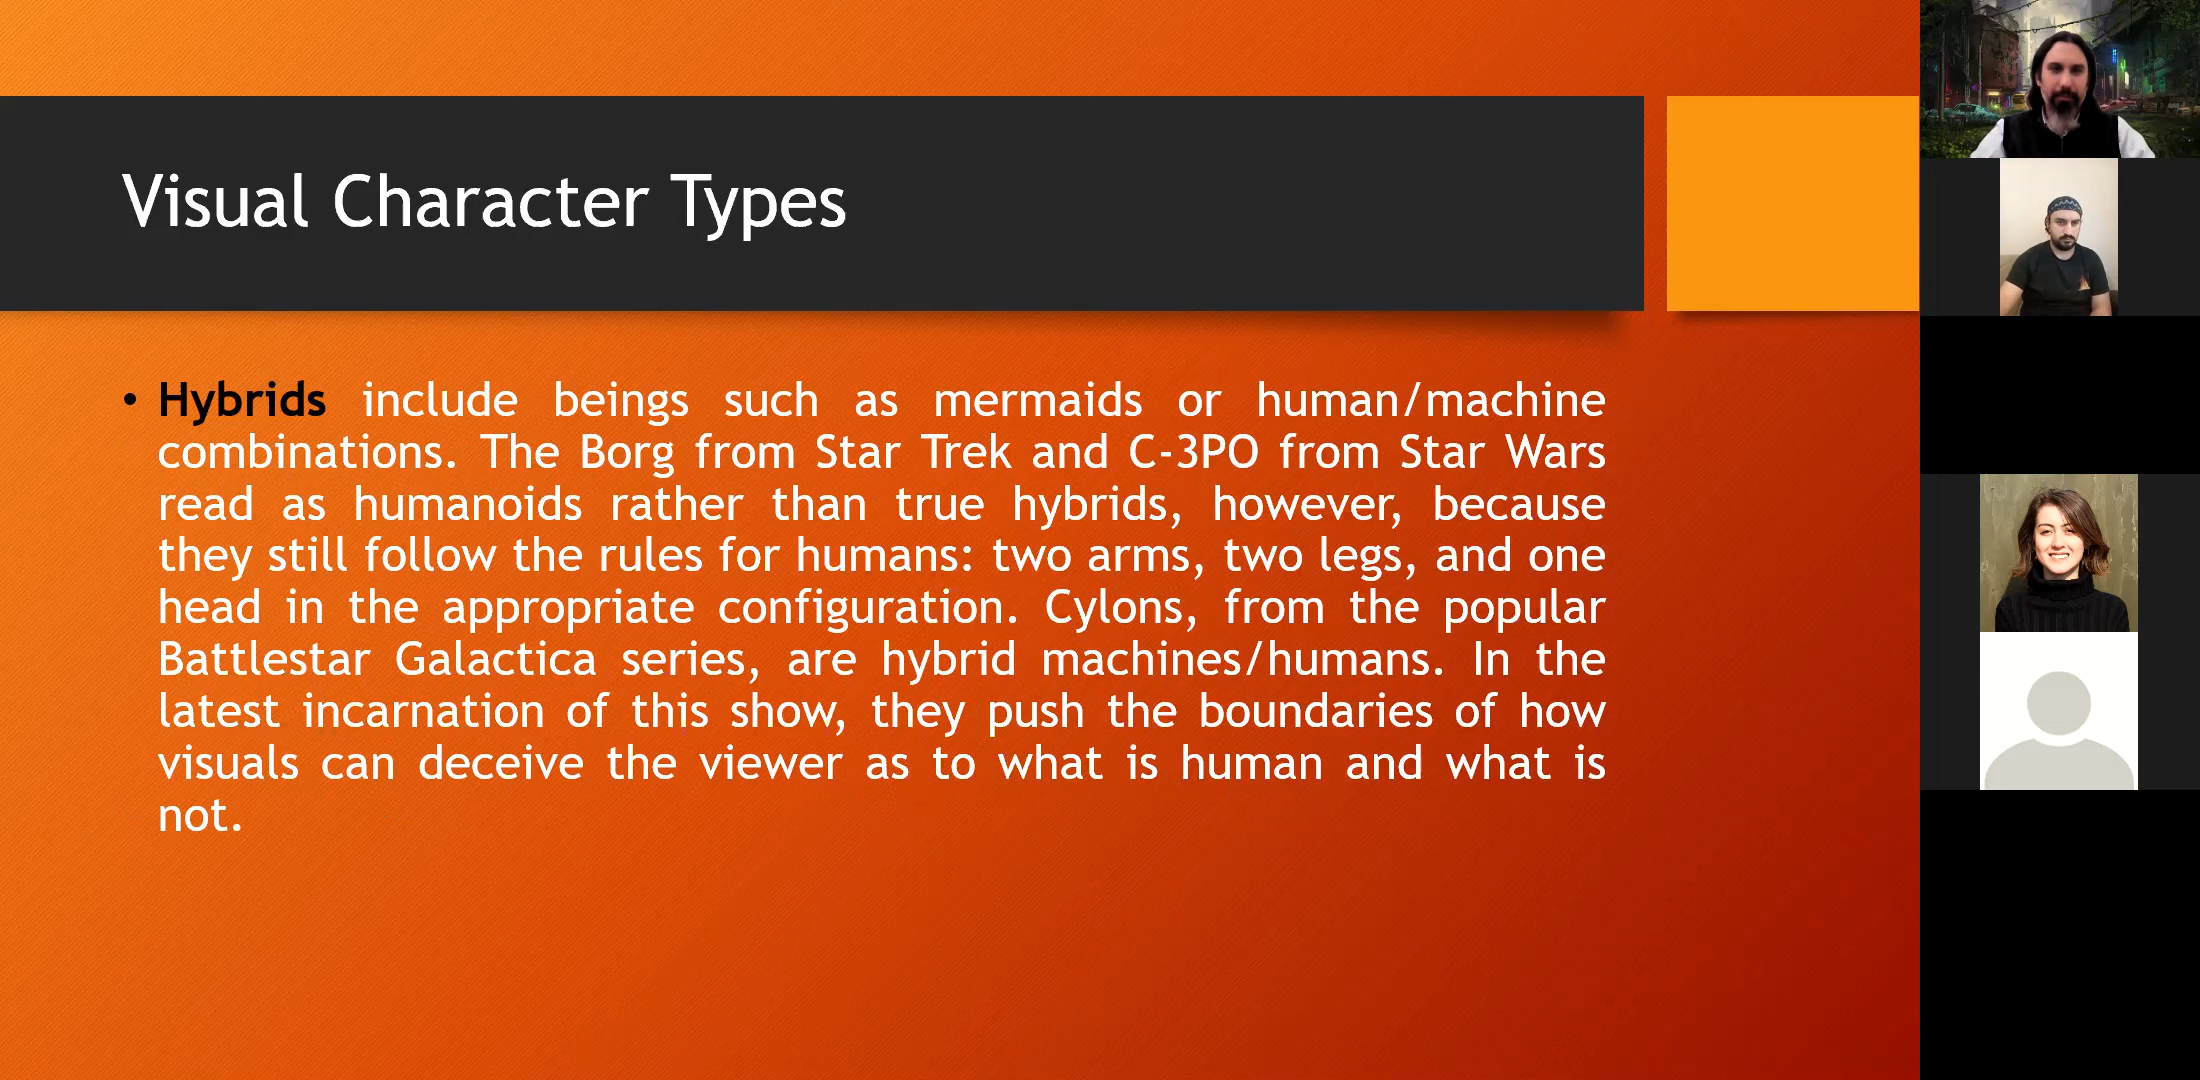 Visual Character Types
• Hybrids include beings such as mermaids or human/machine
combinations. The Borg from Star Trek and C-3PO from Star Wars
read as humanoids rather than true hybrids, however, because
they still follow the rules for humans: two arms, two legs, and one
head in the appropriate configuration. Cylons, from the popular
Battlestar Galactica series, are hybrid machines/humans. In the
latest incarnation of this show, they push the boundaries of how
visuals can deceive the viewer as to what is human and what is
not.